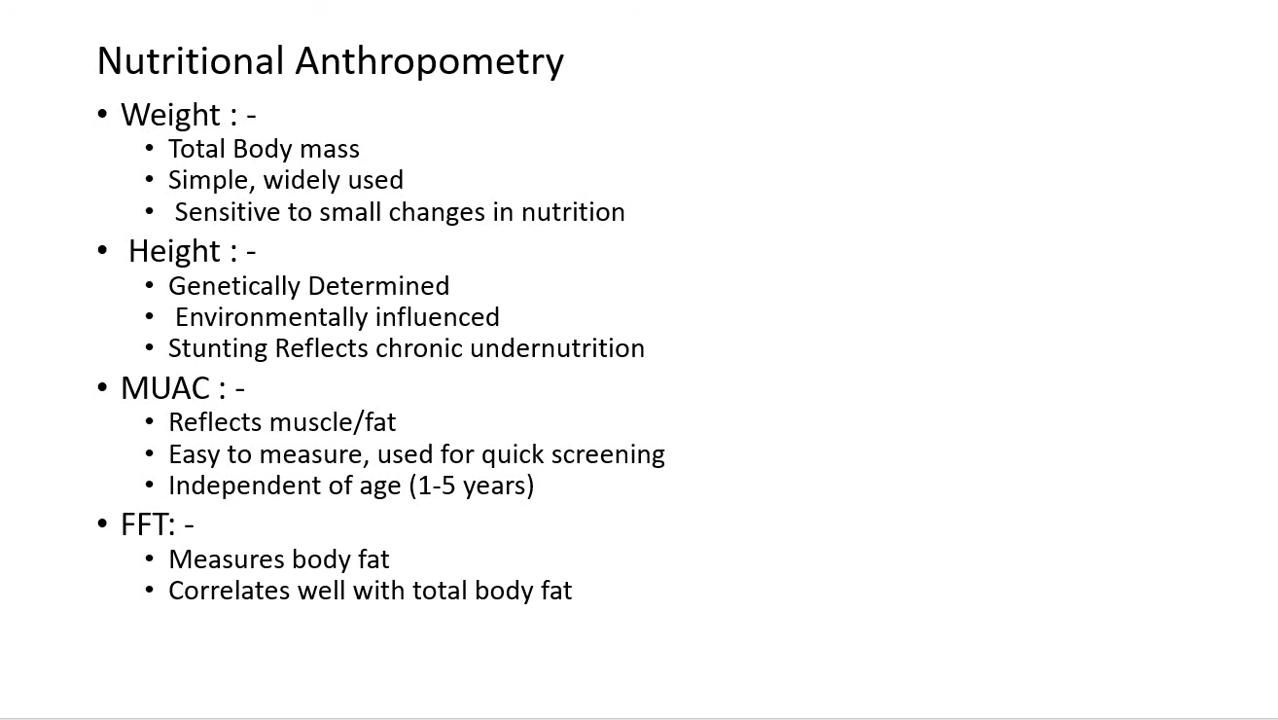 Nutritional Anthropometry
• Weight : -
• Total Body mass
• Simple, widely used
• Sensitive to small changes in nutrition
• Height : -
• Genetically Determined
• Environmentally influenced
• Stunting Reflects chronic undernutrition
• MUAC : -
• Reflects muscle/fat
• Easy to measure, used for quick screening
• Independent of age (1-5 years)
• FFT: -
• Measures body fat
• Correlates well with total body fat